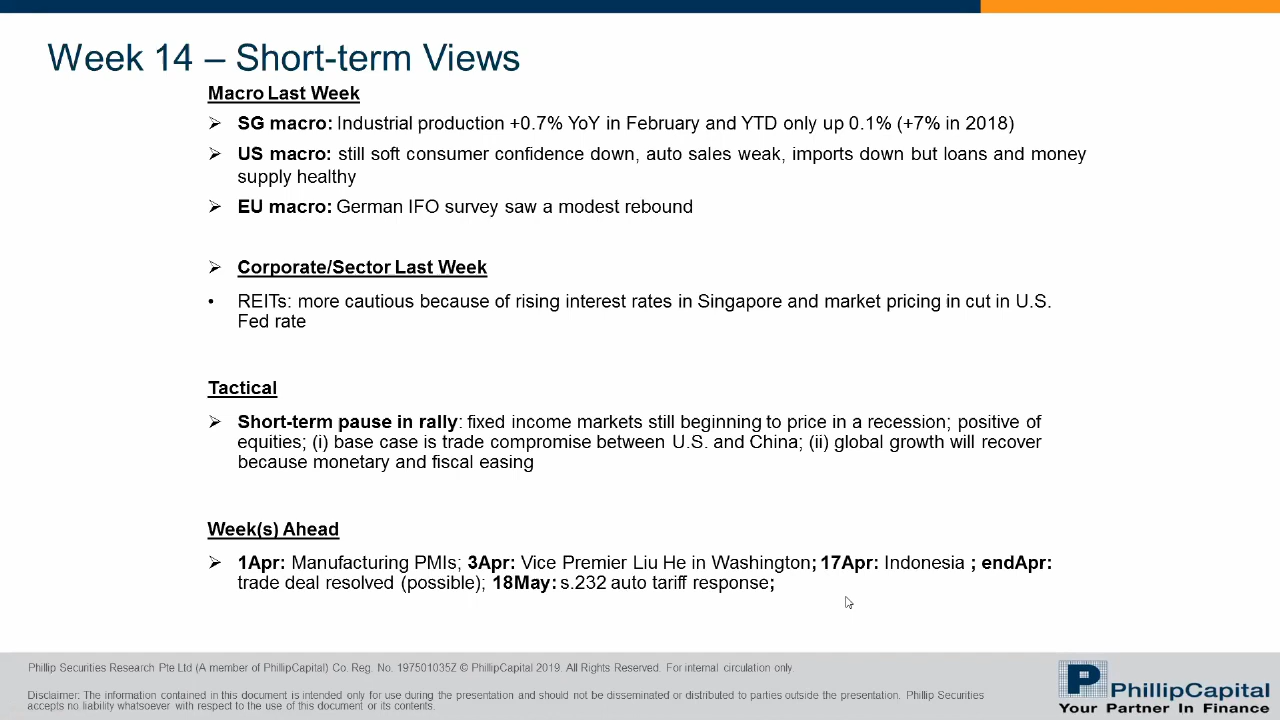 Week 14 – Short-term Views
Macro Last Week
➢ SG macro: Industrial production +0.7% YoY in February and YTD only up 0.1% (+7% in 2018)
➢ US macro: still soft consumer confidence down, auto sales weak, imports down but loans and money
supply healthy
➢ EU macro: German IFO survey saw a modest rebound
➢ Corporate/Sector Last Week
• REITs: more cautious because of rising interest rates in Singapore and market pricing in cut in U.S.
Fed rate
Tactical
➢ Short-term pause in rally: fixed income markets still beginning to price in a recession; positive of
equities; (i) base case is trade compromise between U.S. and China; (ii) global growth will recover
because monetary and fiscal easing
Week(s) Ahead
➢ 1Apr: Manufacturing PMIs; 3Apr: Vice Premier Liu He in Washington; 17Apr: Indonesia ; endApr:
trade deal resolved (possible); 18May: s.232 auto tariff response;
Phillip Securities Research Pte Ltd (A member of PhillipCapital) Co. Reg. No. 197501035Z © PhillipCapital 2019. All Rights Reserved. For internal circulation only.
Disclaimer: The information contained in this document is intended only for use during the presentation and should not be disseminated or distributed to parties outside the presentation. Phillip Securities
accepts no liability whatsoever with respect to the use of this document or its contents.
P PhillipCapital
Your Partner In Finance